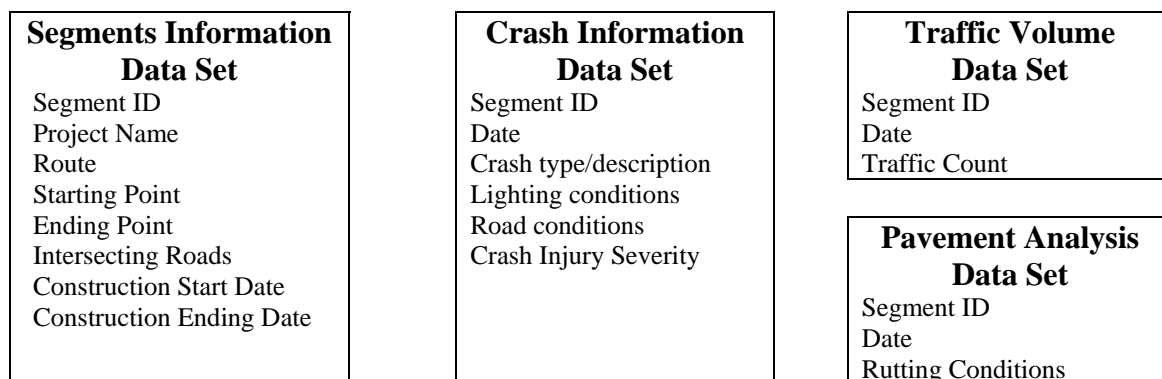 Segments Information
Data Set
Segment ID
Project Name
Route
Starting Point
Ending Point
Intersecting Roads
Construction Start Date
Construction Ending Date
Crash Information
Data Set
Segment ID
Date
Crash type/description
Lighting conditions
Road conditions
Crash Injury Severity
Traffic Volume
Data Set
Segment ID
Date
Traffic Count
Pavement Analysis
Data Set
Segment ID
Date
Rutting Conditions